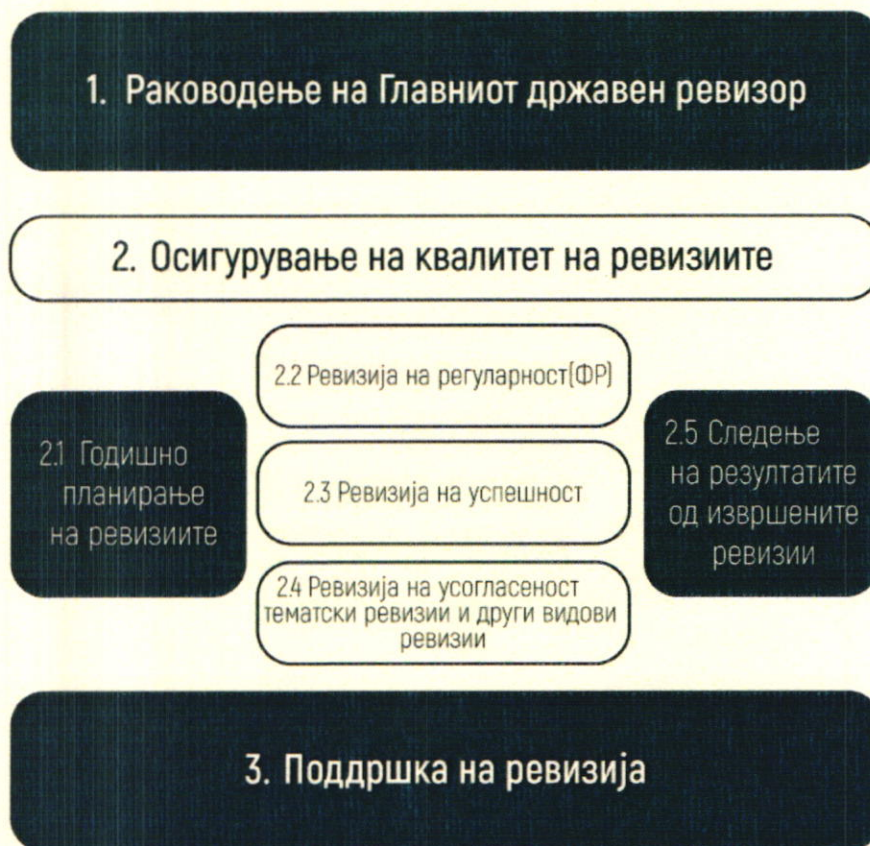 1. Раководење на Главниот државен ревизор
2. Осигурување на квалитет на ревизиите
2.1 Годишно
планирање
на ревизиите
2.2 Ревизија на регуларност(ФР)
2.3 Ревизија на успешност
2.4 Ревизија на усогласеност
тематски ревизии и други видови
ревизии
2.5 Следење
на резултатите
од извршените
ревизии
3. Поддршка на ревизија